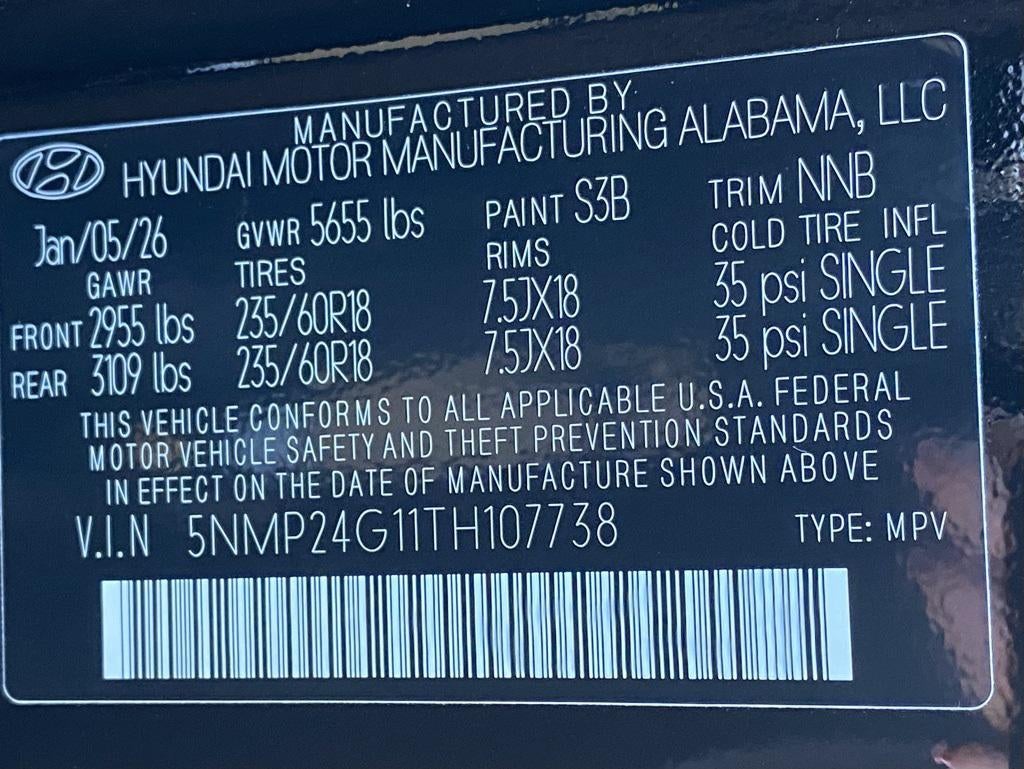 MANUFACTURED BY
HYUNDAI MOTOR MANUFACTURING ALABAMA, LLC
Jan/05/26 GVWR 5655 lbs PAINT S3B TRIM NNB
GAWR TIRES RIMS COLD TIRE INFL
FRONT 2955 lbs 235/60R18 7.5JX18 35 psi SINGLE
REAR 3109 lbs 235/60R18 7.5JX18 35 psi SINGLE
THIS VEHICLE CONFORMS TO ALL APPLICABLE U.S.A. FEDERAL
MOTOR VEHICLE SAFETY AND THEFT PREVENTION STANDARDS
IN EFFECT ON THE DATE OF MANUFACTURE SHOWN ABOVE
V.I.N 5NMP24G11TH107738 TYPE: MPV